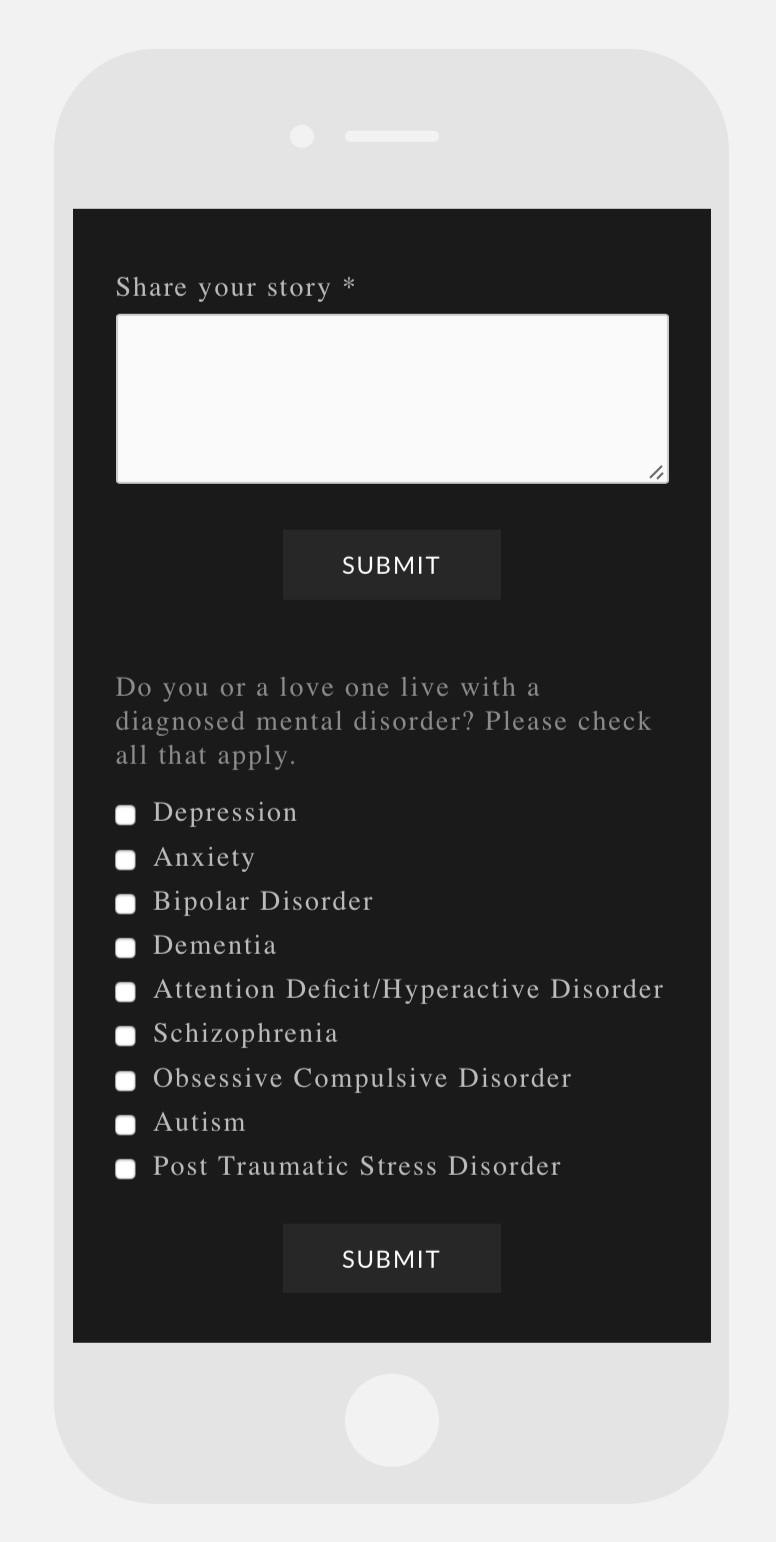 Share your story *
SUBMIT
Do you or a love one live with a
diagnosed mental disorder? Please check
all that apply.
Depression
Anxiety
Bipolar Disorder
Dementia
Attention Deficit/Hyperactive Disorder
Schizophrenia
Obsessive Compulsive Disorder
Autism
Post Traumatic Stress Disorder
SUBMIT